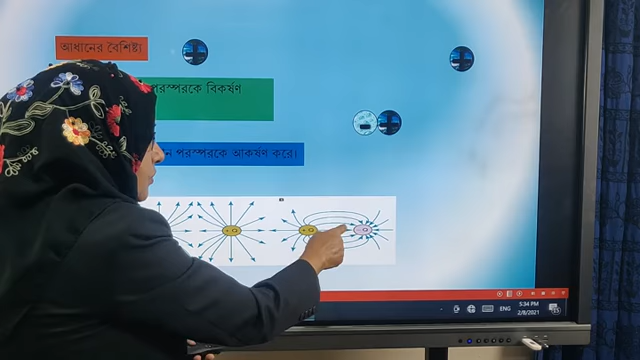 আধানের বৈশিষ্ট্য
পরস্পরকে বিকর্ষণ
পরস্পরকে আকর্ষণ করে।
+Q
ENG
5:34 PM
2/8/2021